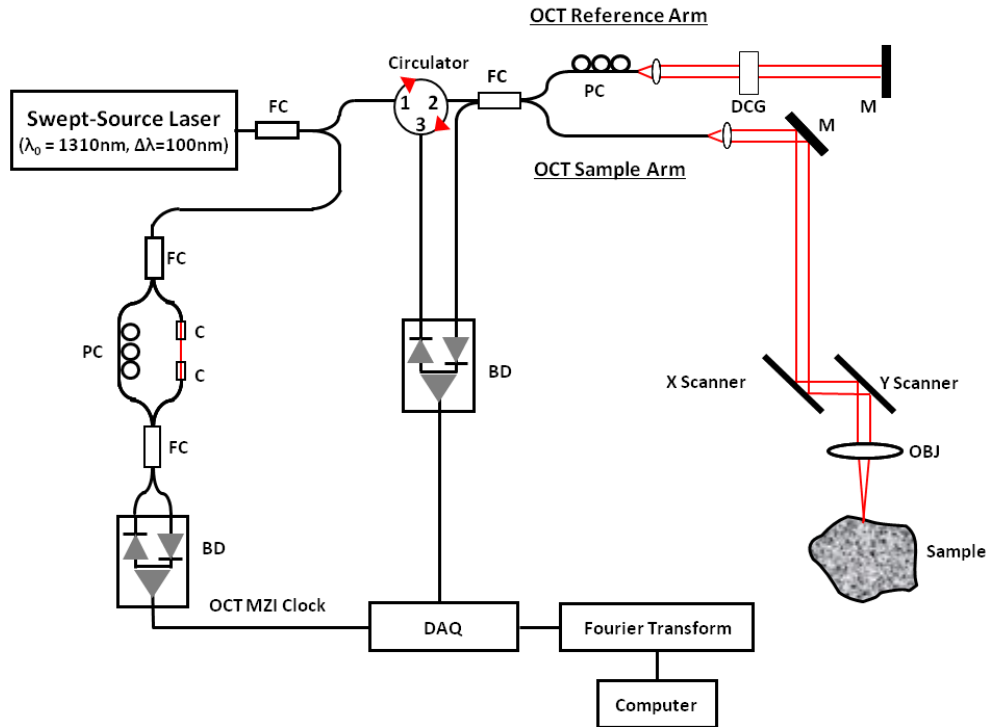 OCT Reference Arm
Circulator
FC
PC
DCG
M
Swept-Source Laser
(λ₀ = 1310nm, Δλ=100nm)
FC
1
2
3
M
OCT Sample Arm
FC
PC
C
C
BD
X Scanner
Y Scanner
FC
OBJ
BD
Sample
OCT MZI Clock
DAQ
Fourier Transform
Computer